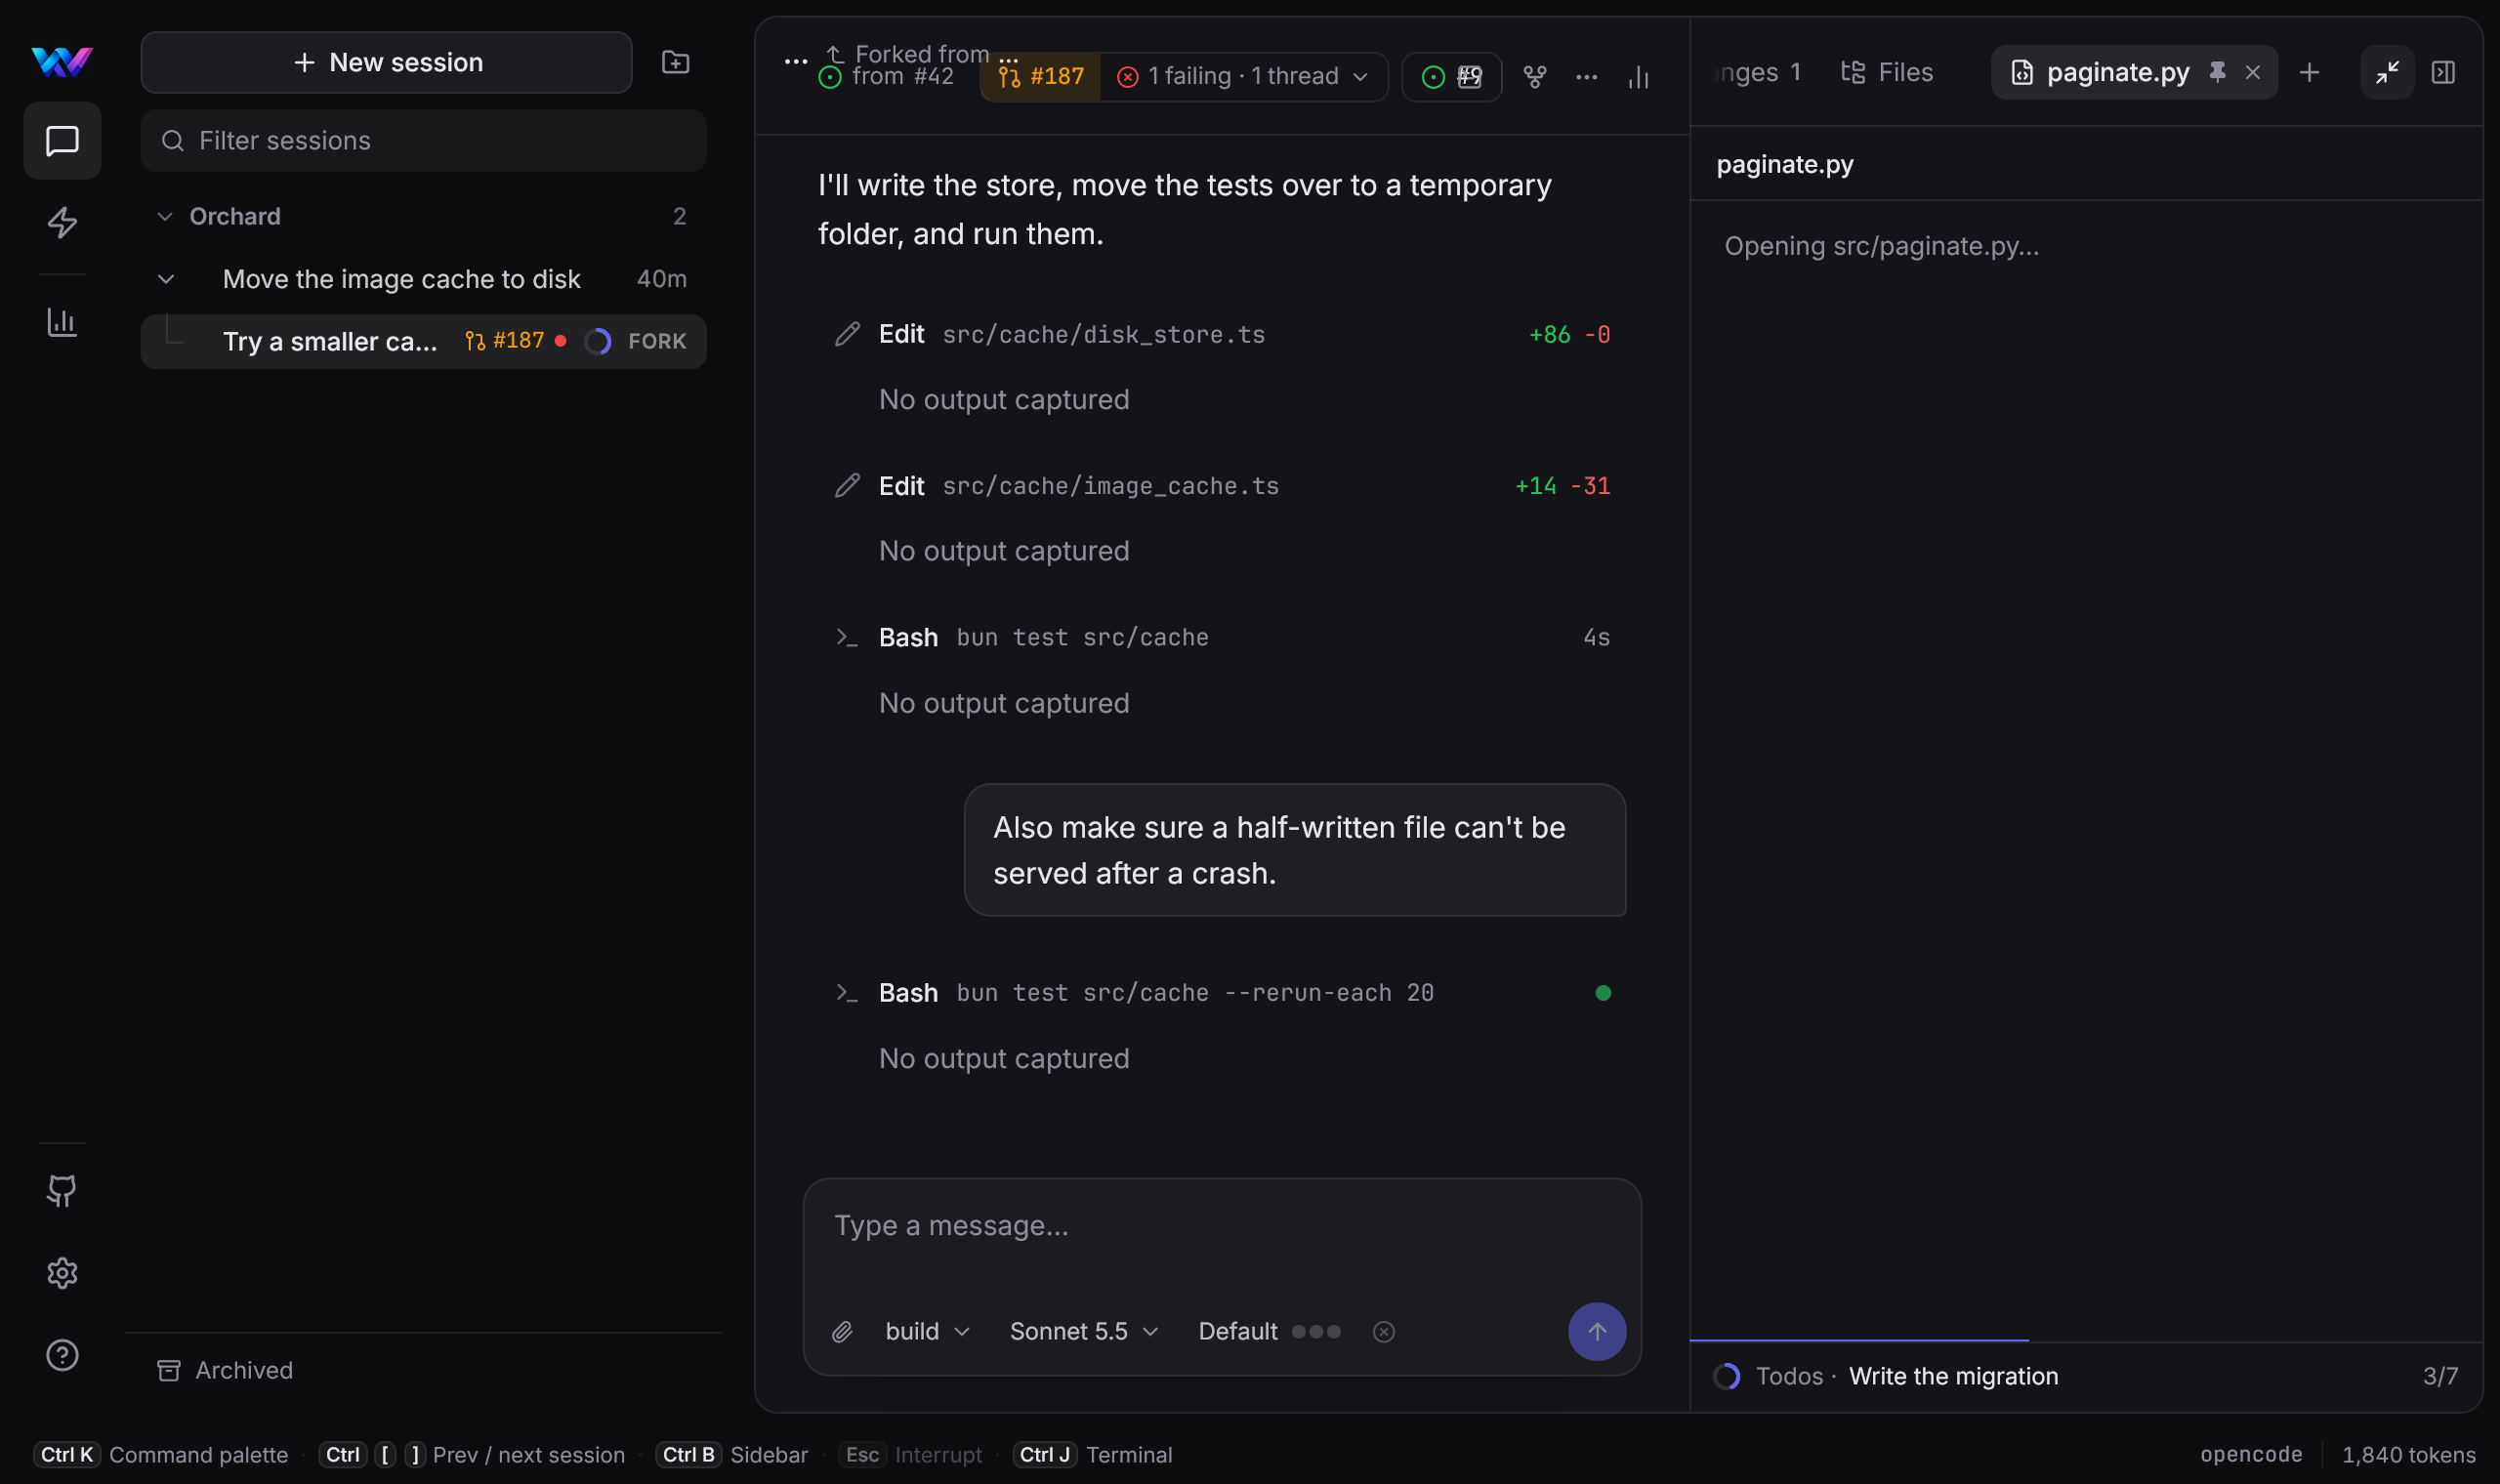 New session
Filter sessions
Orchard 2
Move the image cache to disk 40m
Try a smaller ca... #187 FORK
Archived
Forked from ...
from #42 #187 1 failing · 1 thread
I'll write the store, move the tests over to a temporary
folder, and run them.
Edit src/cache/disk_store.ts +86 -0
No output captured
Edit src/cache/image_cache.ts +14 -31
No output captured
Bash bun test src/cache 4s
No output captured
Also make sure a half-written file can't be
served after a crash.
Bash bun test src/cache --rerun-each 20
No output captured
Type a message...
build Sonnet 5.5 Default
nges 1 Files paginate.py
paginate.py
Opening src/paginate.py...
Todos · Write the migration 3/7
Ctrl K Command palette · Ctrl [ ] Prev / next session · Ctrl B Sidebar · Esc Interrupt · Ctrl J Terminal
opencode 1,840 tokens